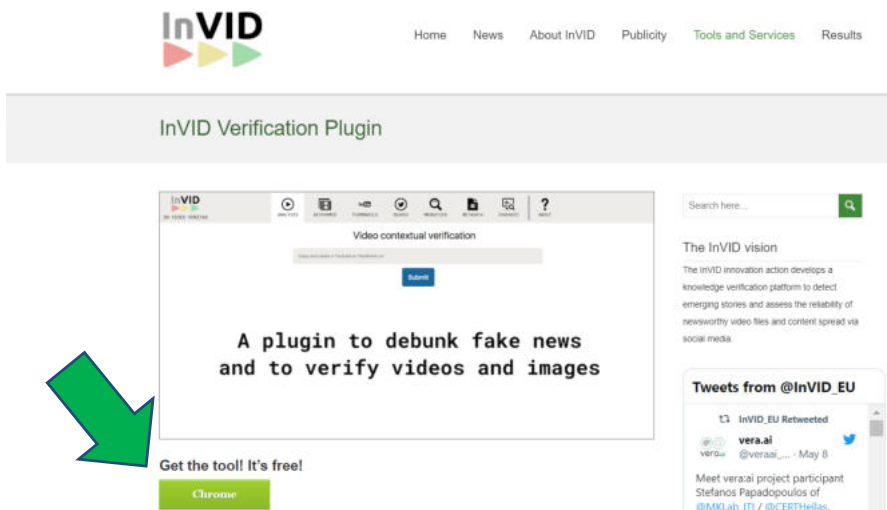 InVID
Home News About InVID Publicity Tools and Services Results
InVID Verification Plugin
InVID
?
Video contextual verification
Submit
A plugin to debunk fake news
and to verify videos and images
Get the tool! It's free!
Chrome
Search here...
The InVID vision
The InVID innovation action develops a
knowledge verification platform to detect
emerging stories and assess the reliability of
newsworthy video files and content spread via
social media.
Tweets from @InVID_EU
InVID_EU Retweeted
vera.ai
@veraai_... · May 8
Meet vera:ai project participant
Stefanos Papadopoulos of
@MKLab_ITI / @CERTHellas,